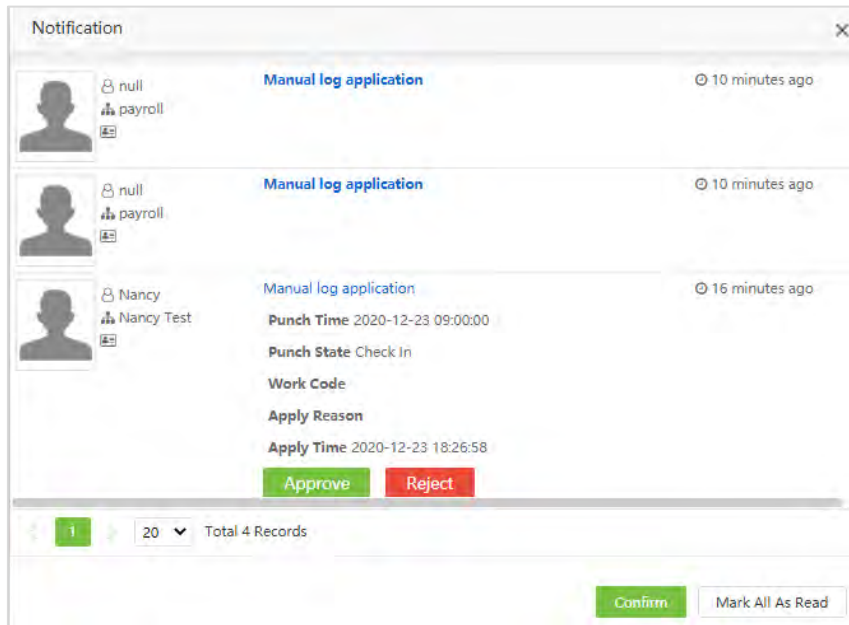 Notification
null
Manual log application
10 minutes ago
payroll
null
Manual log application
10 minutes ago
payroll
Nancy
Manual log application
16 minutes ago
Nancy Test
Punch Time 2020-12-23 09:00:00
Punch State Check In
Work Code
Apply Reason
Apply Time 2020-12-23 18:26:58
Approve Reject
1 20 Total 4 Records
Confirm Mark All As Read